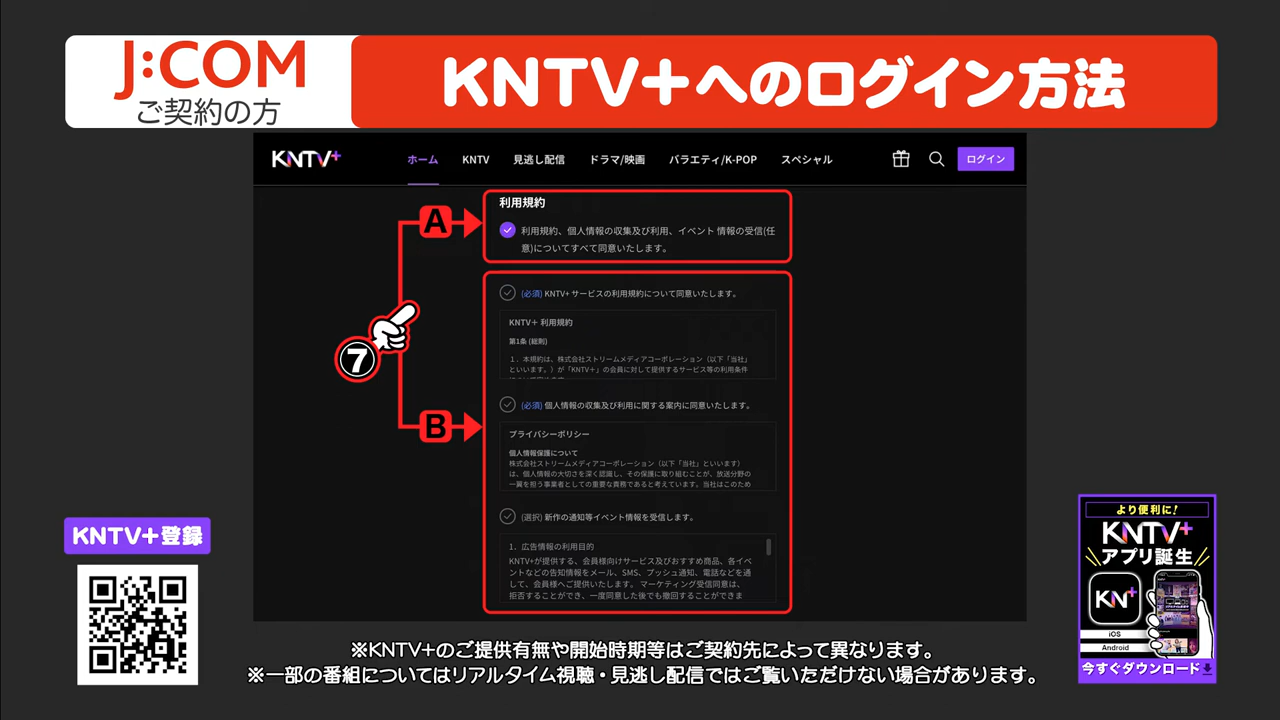 J:COM
ご契約の方
KNTV+へのログイン方法
KNTV+
ホーム
KNTV
見逃し配信
ドラマ/映画
バラエティ/K-POP
スペシャル
ログイン
利用規約
利用規約、個人情報の収集及び利用、イベント 情報の受信(任
意)についてすべて同意いたします。
A
(必須) KNTV+ サービスの利用規約について同意いたします。
KNTV＋ 利用規約
第1条 (総則)
１．本規約は、株式会社ストリームメディアコーポレーション（以下「当社」
といいます。）が「KNTV＋」の会員に対して提供するサービス等の利用条件
7
B
(必須) 個人情報の収集及び利用に関する案内に同意いたします。
プライバシーポリシー
個人情報保護について
株式会社ストリームメディアコーポレーション（以下「当社」といいます）
は、個人情報の大切さを深く認識し、その保護に取り組むことが、放送分野の
一翼を担う事業者としての重要な責務であると考えています。当社はこのため
(選択) 新作の通知等イベント情報を受信します。
1．広告情報の利用目的
KNTV+が提供する、会員様向けサービス及びおすすめ商品、各イベ
ントなどの告知情報をメール、SMS、プッシュ通知、電話などを通
して、会員様へご提供いたします。 マーケティング受信同意は、
拒否することができ、一度同意した後でも撤回することができま
KNTV+登録
より便利に!
KNTV+
アプリ誕生
KN+
iOS
Android
今すぐダウンロード
※KNTV+のご提供有無や開始時期等はご契約先によって異なります。
※一部の番組についてはリアルタイム視聴・見逃し配信ではご覧いただけない場合があります。